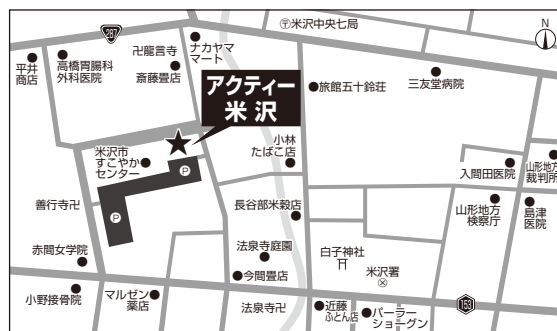 287
〒米沢中央七局
N
平井
商店
高橋胃腸科
外科医院
卍龍言寺
斎藤畳店
ナカヤマ
マート
アクティー
米沢
旅館五十鈴荘
三友堂病院
米沢市
すこやか
センター
P
P
小林
たばこ店
入間田医院
山形地方
裁判所
善行寺卍
長谷部米穀店
山形地方
検察庁
島津
医院
赤間女学院
法泉寺庭園
今間畳店
白子神社
米沢署
小野接骨院
マルゼン
薬店
法泉寺卍
近藤
ふとん店
パーラー
ショーグン
153